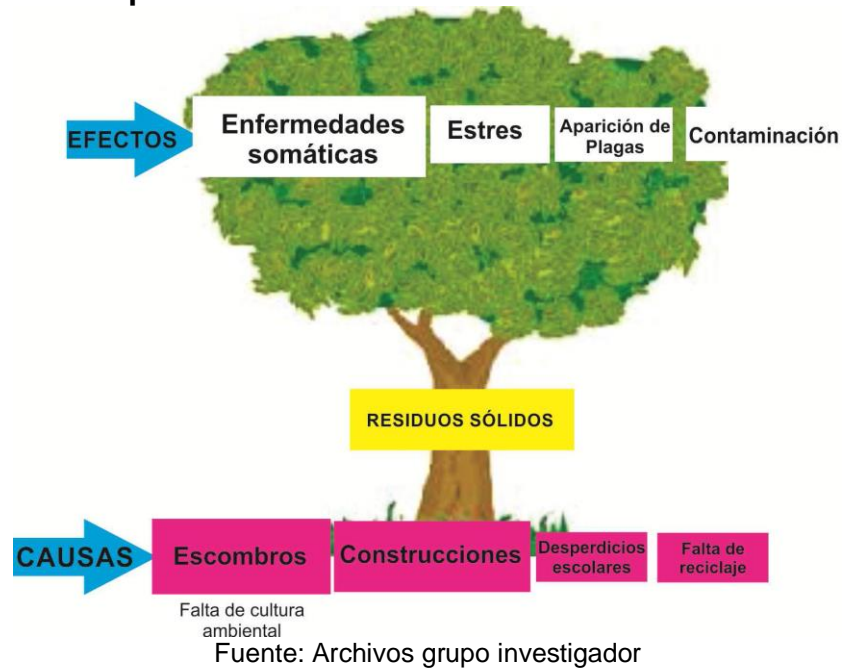 EFECTOS
Enfermedades
somáticas
Estres
Aparición de
Plagas
Contaminación
RESIDUOS SÓLIDOS
CAUSAS
Escombros
Construcciones
Desperdicios
escolares
Falta de
reciclaje
Falta de cultura
ambiental
Fuente: Archivos grupo investigador